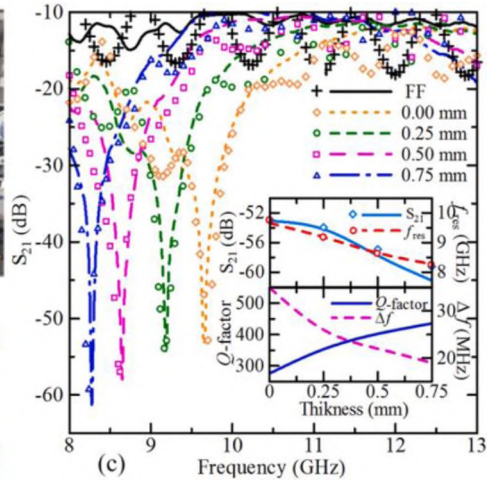 -10
-20
-30
-40
-50
-60
S21 (dB)
FF
0.00 mm
0.25 mm
0.50 mm
0.75 mm
-52
-56
-60
S21 (dB)
S21
fres
10
9
8
fres (GHz)
500
400
300
Q-factor
Q-factor
Δf
30
20
Δf (MHz)
0
0.25
0.5
0.75
Thikness (mm)
(c)
8
9
10
11
12
13
Frequency (GHz)